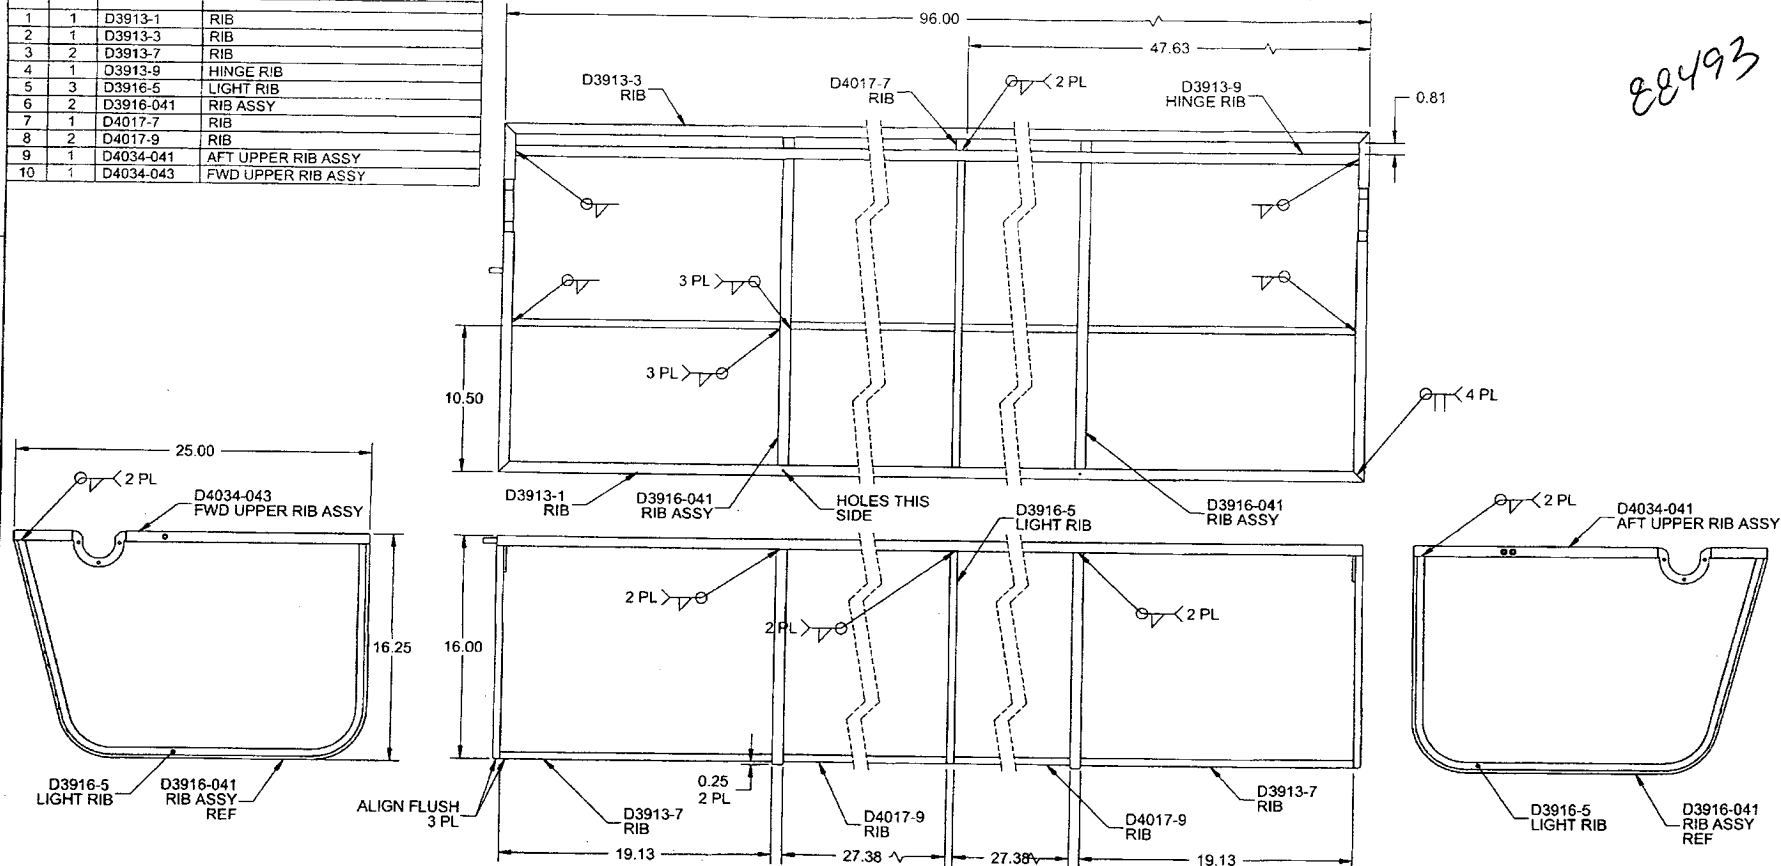 1 1 D3913-1 RIB
2 1 D3913-3 RIB
3 2 D3913-7 RIB
4 1 D3913-9 HINGE RIB
5 3 D3916-5 LIGHT RIB
6 2 D3916-041 RIB ASSY
7 1 D4017-7 RIB
8 2 D4017-9 RIB
9 1 D4034-041 AFT UPPER RIB ASSY
10 1 D4034-043 FWD UPPER RIB ASSY
96.00
47.63
88493
D3913-3
RIB
D4017-7
RIB
2 PL
D3913-9
HINGE RIB
0.81
3 PL
3 PL
10.50
4 PL
D3913-1
RIB
D3916-041
RIB ASSY
HOLES THIS
SIDE
D3916-5
LIGHT RIB
D3916-041
RIB ASSY
25.00
2 PL
D4034-043
FWD UPPER RIB ASSY
16.25
D3916-5
LIGHT RIB
D3916-041
RIB ASSY
REF
16.00
2 PL
2 PL
2 PL
ALIGN FLUSH
3 PL
D3913-7
RIB
0.25
2 PL
D4017-9
RIB
D4017-9
RIB
D3913-7
RIB
19.13
27.38
27.38
19.13
2 PL
D4034-041
AFT UPPER RIB ASSY
D3916-5
LIGHT RIB
D3916-041
RIB ASSY
REF